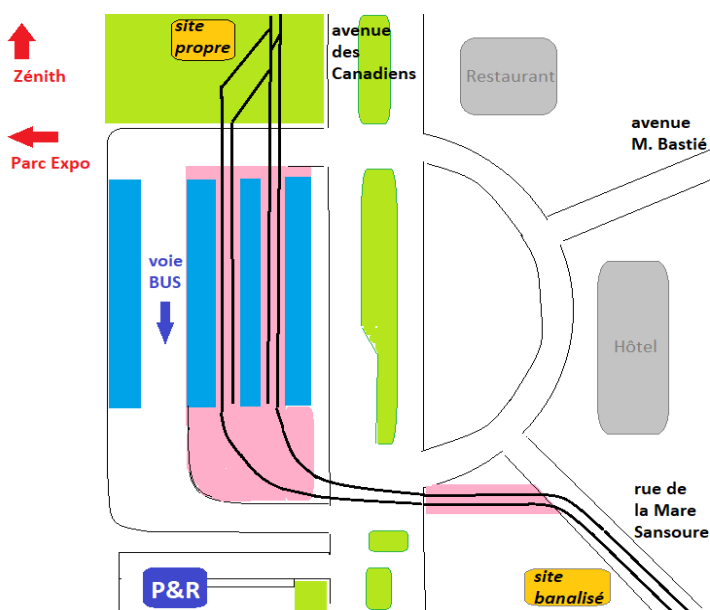 site
propre
avenue
des
Canadiens
Zénith
Restaurant
avenue
M. Bastié
Parc Expo
voie
BUS
Hôtel
rue de
la Mare
Sansoure
P&R
site
banalisé